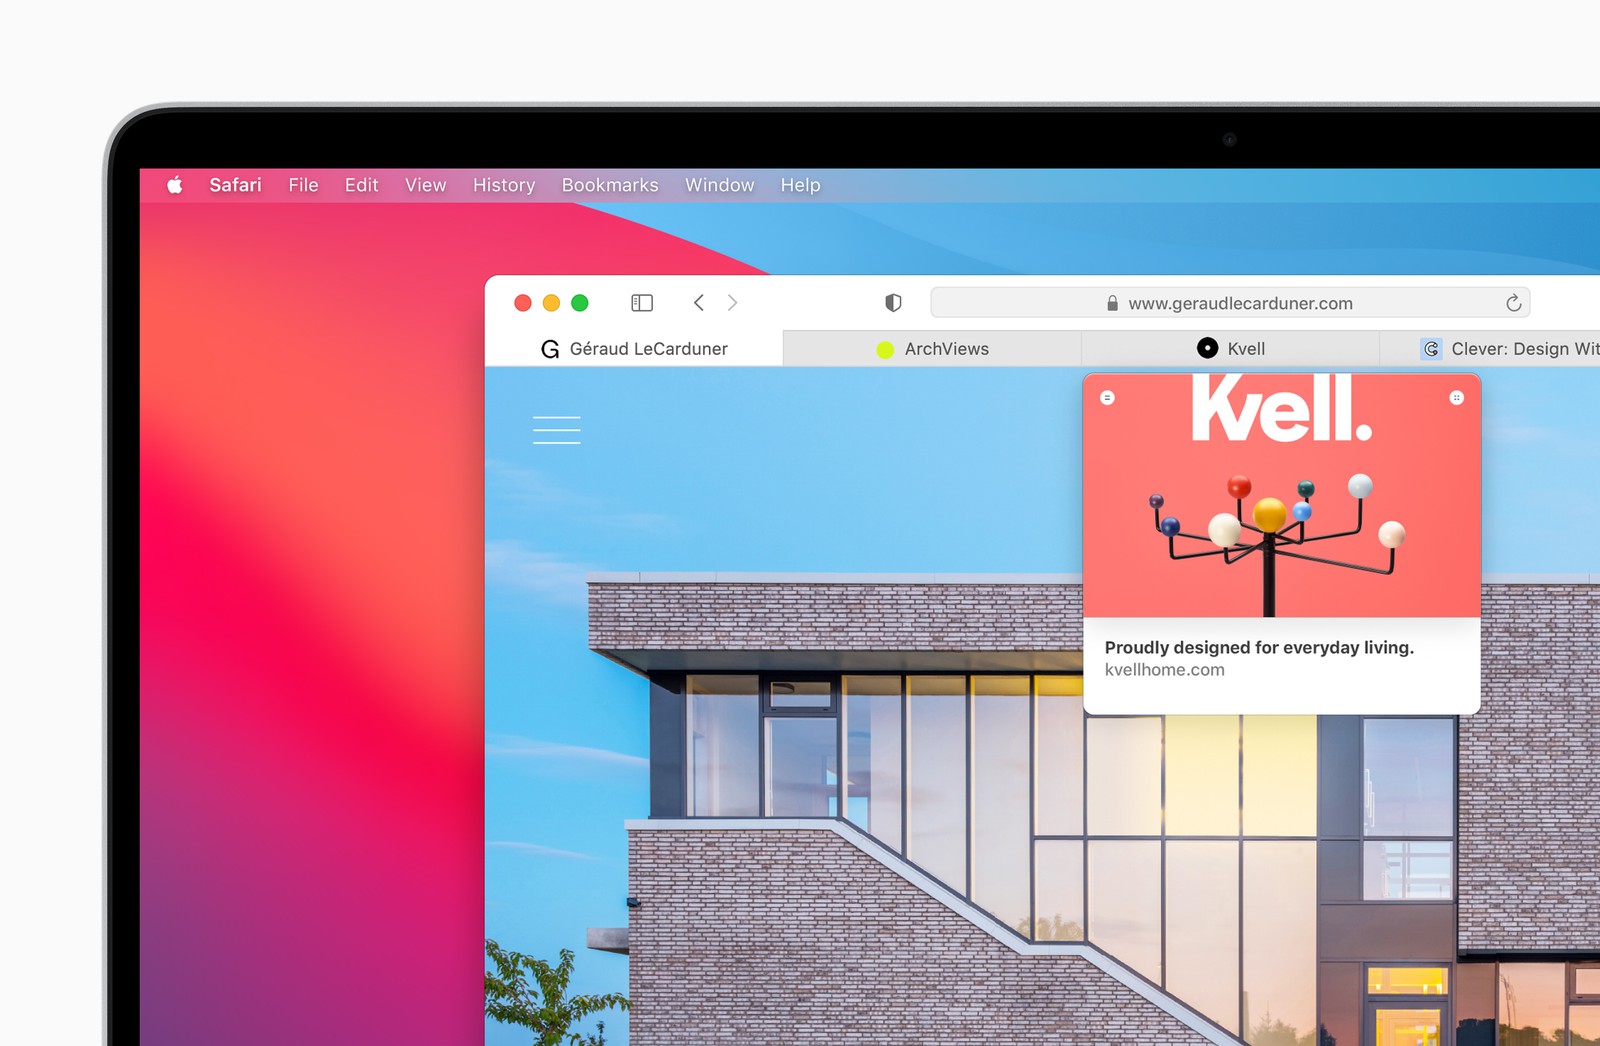 Safari File Edit View History Bookmarks Window Help
www.geraudlecarduner.com
G Géraud LeCarduner ArchViews Kvell Clever: Design Wit
Kvell.
Proudly designed for everyday living.
kvellhome.com